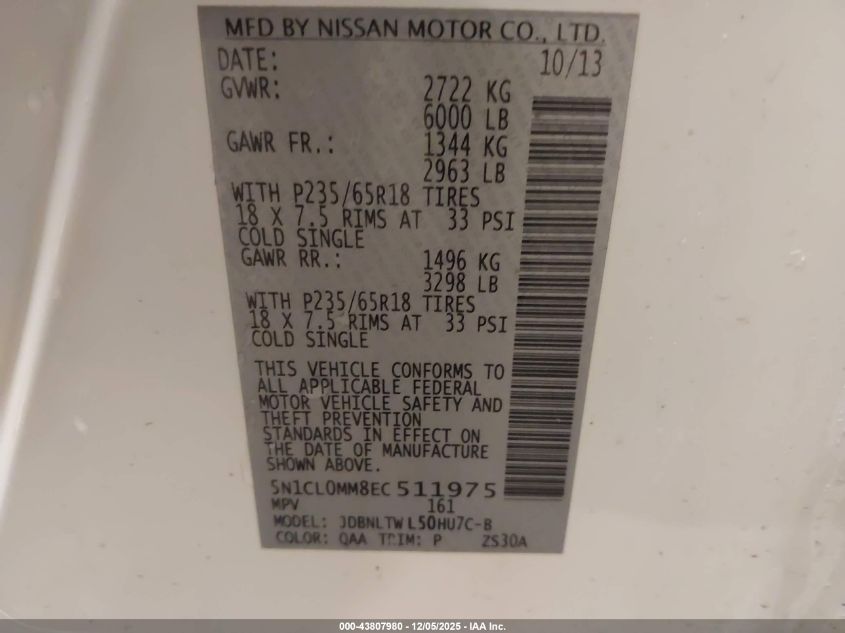 MFD BY NISSAN MOTOR CO., LTD.
DATE: 10/13
GVWR: 2722 KG
6000 LB
GAWR FR.: 1344 KG
2963 LB
WITH P235/65R18 TIRES
18 X 7.5 RIMS AT 33 PSI
COLD SINGLE
GAWR RR.: 1496 KG
3298 LB
WITH P235/65R18 TIRES
18 X 7.5 RIMS AT 33 PSI
COLD SINGLE
THIS VEHICLE CONFORMS TO
ALL APPLICABLE FEDERAL
MOTOR VEHICLE SAFETY AND
THEFT PREVENTION
STANDARDS IN EFFECT ON
THE DATE OF MANUFACTURE
SHOWN ABOVE.
5N1CL0MM8EC511975
MPV 161
MODEL: JDBNLTW L50HU7C-B
COLOR: QAA TRIM: P ZS30A
000-43807980 - 12/05/2025 - IAA Inc.